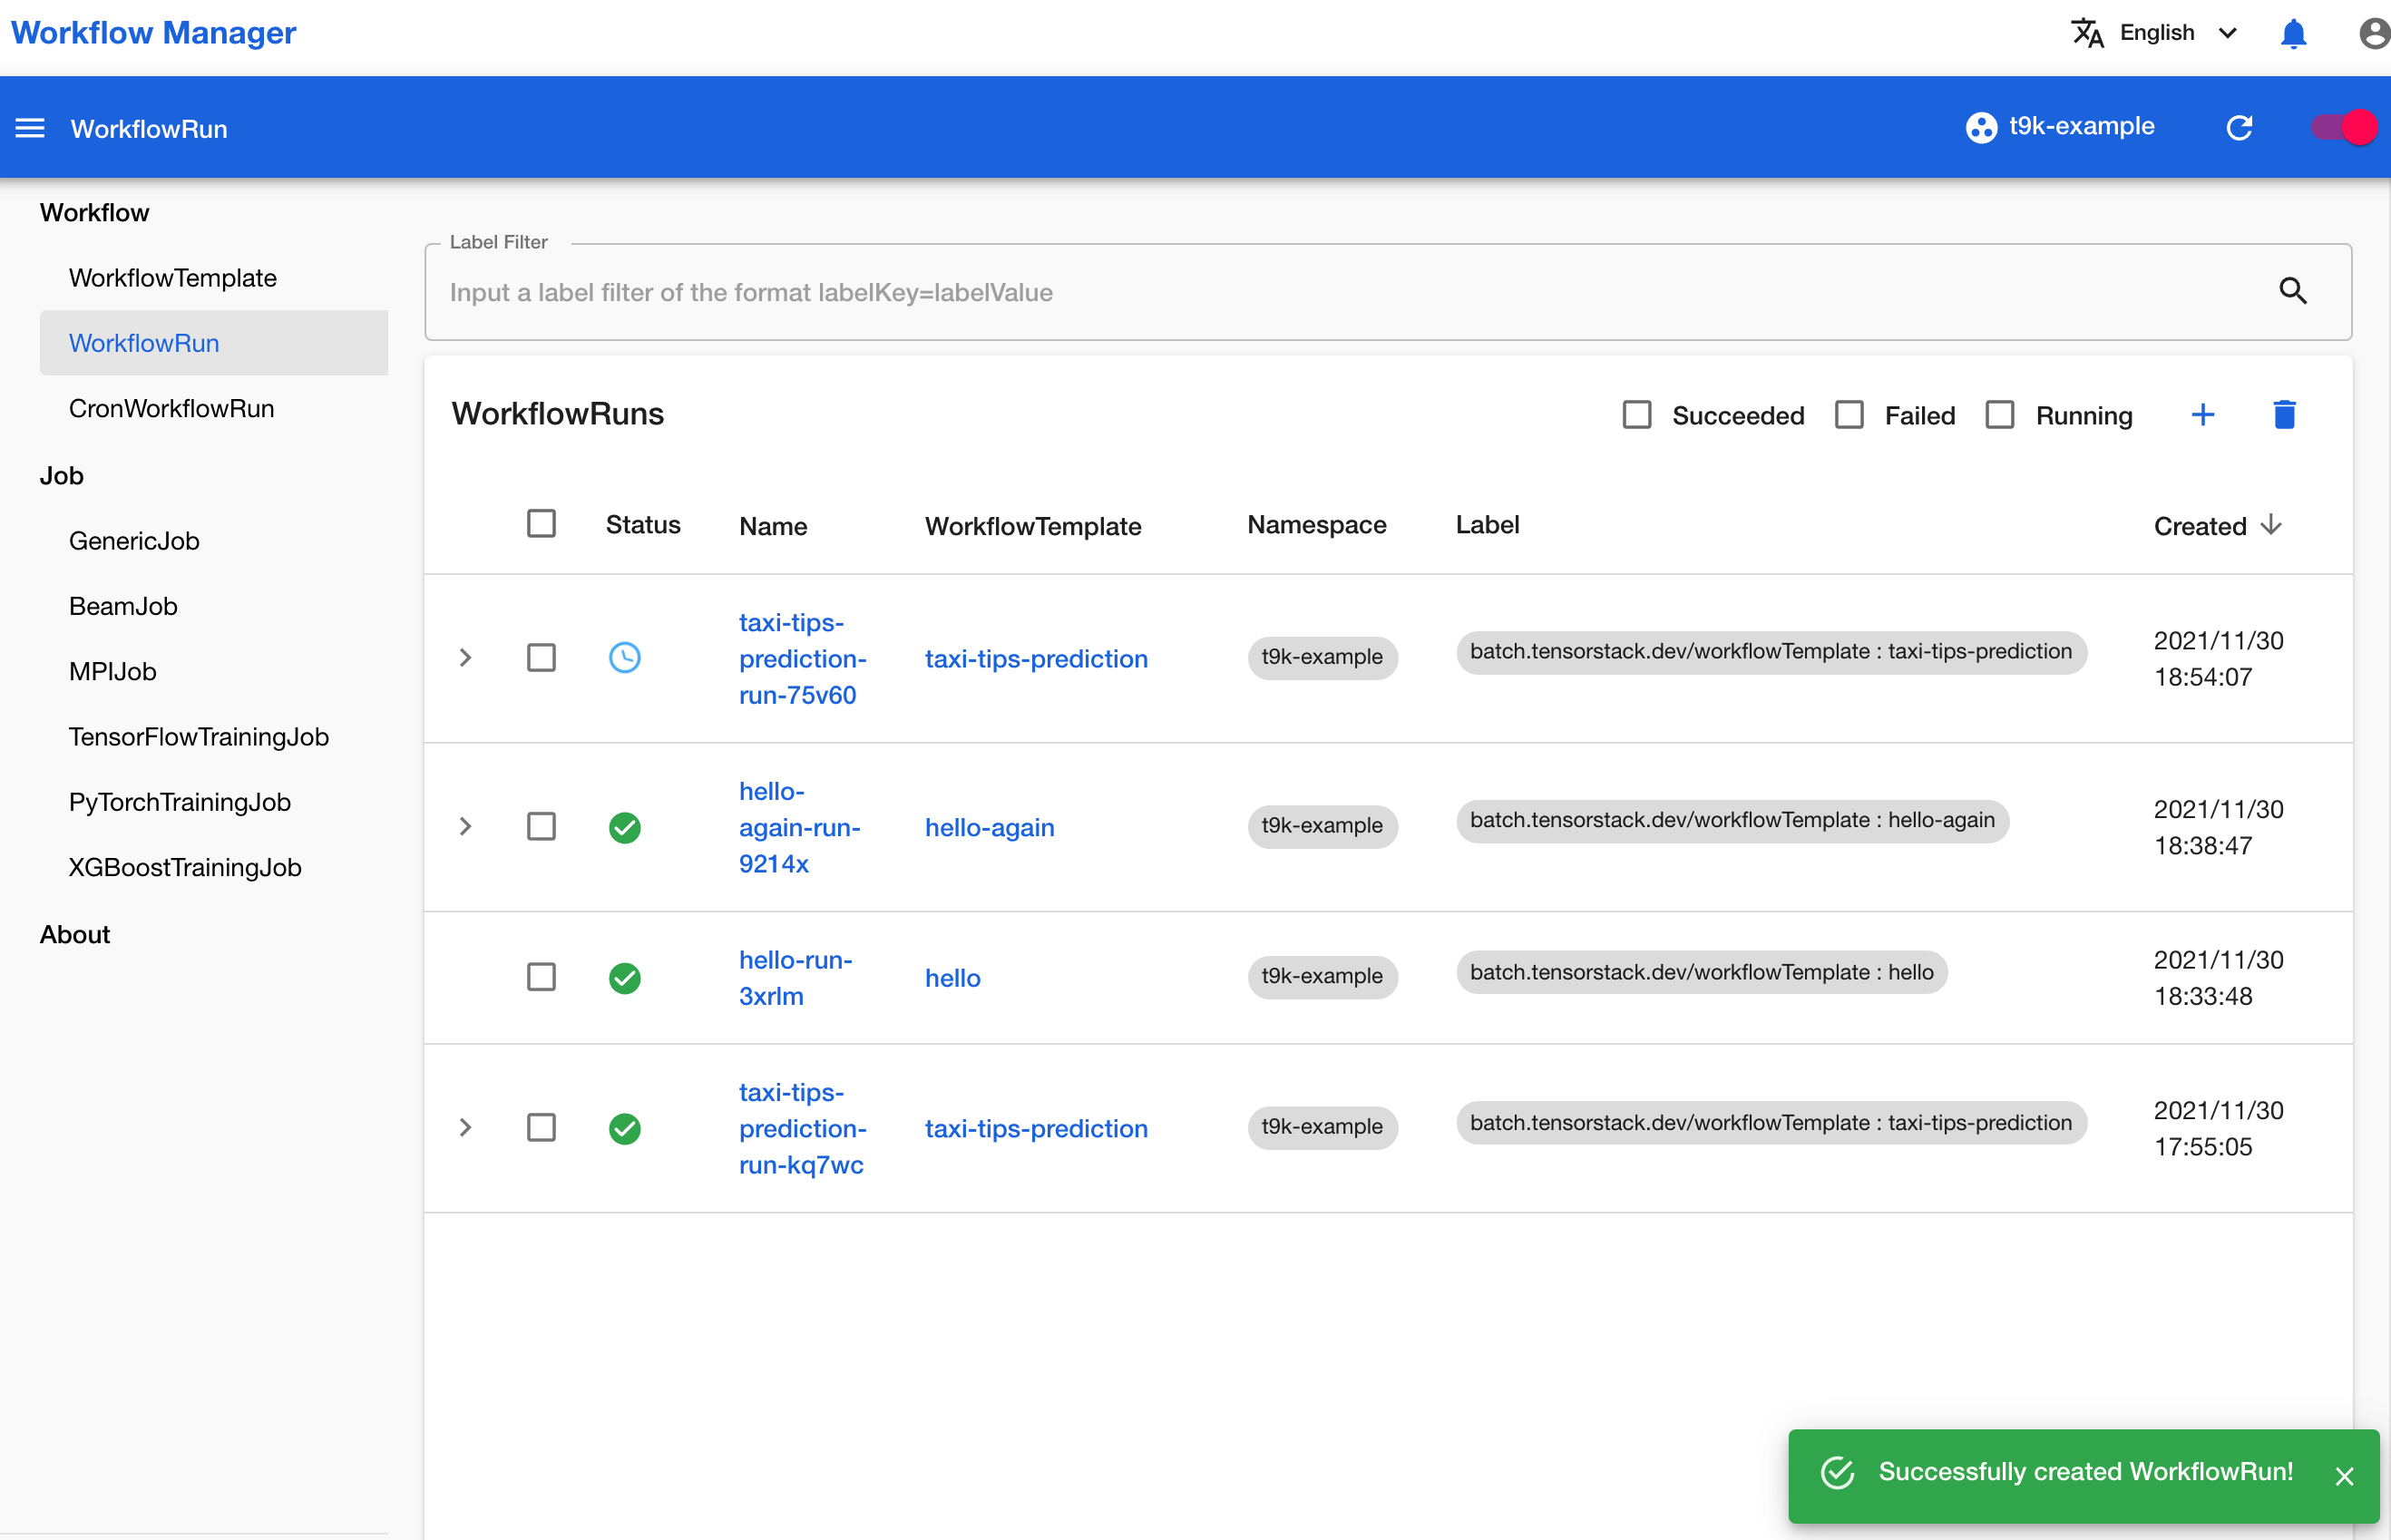 Workflow Manager
English
WorkflowRun
t9k-example
Workflow
WorkflowTemplate
WorkflowRun
CronWorkflowRun
Job
GenericJob
BeamJob
MPIJob
TensorFlowTrainingJob
PyTorchTrainingJob
XGBoostTrainingJob
About
Label Filter
Input a label filter of the format labelKey=labelValue
WorkflowRuns
Succeeded Failed Running
Status Name WorkflowTemplate Namespace Label Created
taxi-tips-
prediction-
run-75v60
taxi-tips-prediction
t9k-example
batch.tensorstack.dev/workflowTemplate : taxi-tips-prediction
2021/11/30
18:54:07
hello-
again-run-
9214x
hello-again
t9k-example
batch.tensorstack.dev/workflowTemplate : hello-again
2021/11/30
18:38:47
hello-run-
3xrlm
hello
t9k-example
batch.tensorstack.dev/workflowTemplate : hello
2021/11/30
18:33:48
taxi-tips-
prediction-
run-kq7wc
taxi-tips-prediction
t9k-example
batch.tensorstack.dev/workflowTemplate : taxi-tips-prediction
2021/11/30
17:55:05
Successfully created WorkflowRun!